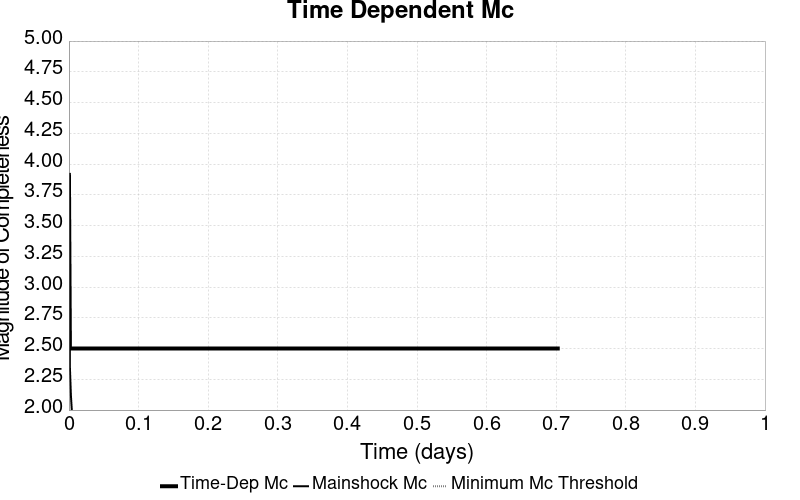 Time Dependent Mc
5.00
4.75
4.50
4.25
4.00
3.75
3.50
3.25
3.00
2.75
2.50
2.25
2.00
Magnitude of Completeness
0 0.1 0.2 0.3 0.4 0.5 0.6 0.7 0.8 0.9 1
Time (days)
Time-Dep Mc Mainshock Mc Minimum Mc Threshold